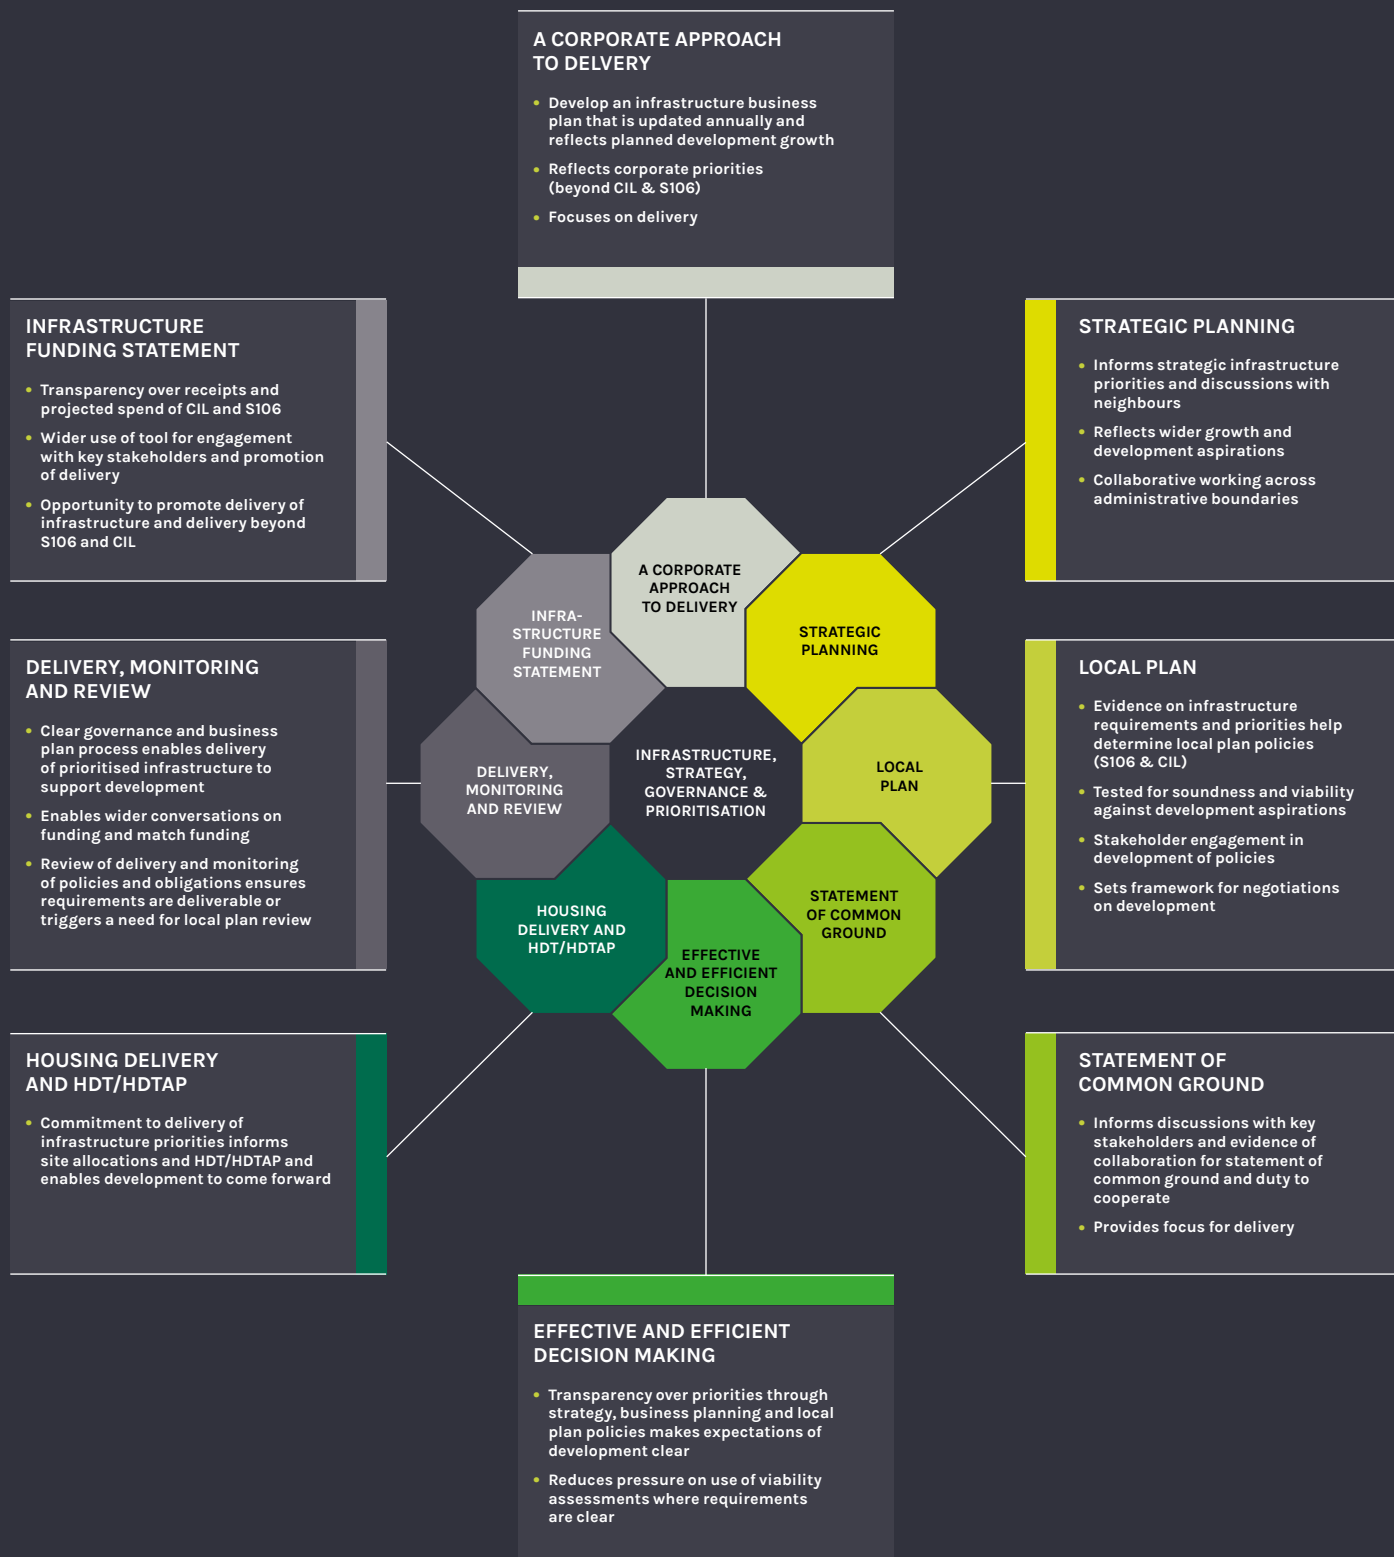 A CORPORATE APPROACH
TO DELVERY
• Develop an infrastructure business
plan that is updated annually and
reflects planned development growth
• Reflects corporate priorities
(beyond CIL & S106)
• Focuses on delivery
INFRASTRUCTURE
FUNDING STATEMENT
• Transparency over receipts and
projected spend of CIL and S106
• Wider use of tool for engagement
with key stakeholders and promotion
of delivery
• Opportunity to promote delivery of
infrastructure and delivery beyond
S106 and CIL
STRATEGIC PLANNING
• Informs strategic infrastructure
priorities and discussions with
neighbours
• Reflects wider growth and
development aspirations
• Collaborative working across
administrative boundaries
A CORPORATE
APPROACH
TO DELIVERY
INFRA-
STRUCTURE
FUNDING
STATEMENT
STRATEGIC
PLANNING
DELIVERY, MONITORING
AND REVIEW
• Clear governance and business
plan process enables delivery
of prioritised infrastructure to
support development
• Enables wider conversations on
funding and match funding
• Review of delivery and monitoring
of policies and obligations ensures
requirements are deliverable or
triggers a need for local plan review
DELIVERY,
MONITORING
AND REVIEW
INFRASTRUCTURE,
STRATEGY,
GOVERNANCE &
PRIORITISATION
LOCAL
PLAN
LOCAL PLAN
• Evidence on infrastructure
requirements and priorities help
determine local plan policies
(S106 & CIL)
• Tested for soundness and viability
against development aspirations
• Stakeholder engagement in
development of policies
• Sets framework for negotiations
on development
HOUSING
DELIVERY AND
HDT/HDTAP
EFFECTIVE
AND EFFICIENT
DECISION
MAKING
STATEMENT
OF COMMON
GROUND
HOUSING DELIVERY
AND HDT/HDTAP
• Commitment to delivery of
infrastructure priorities informs
site allocations and HDT/HDTAP and
enables development to come forward
STATEMENT OF
COMMON GROUND
• Informs discussions with key
stakeholders and evidence of
collaboration for statement of
common ground and duty to
cooperate
• Provides focus for delivery
EFFECTIVE AND EFFICIENT
DECISION MAKING
• Transparency over priorities through
strategy, business planning and local
plan policies makes expectations of
development clear
• Reduces pressure on use of viability
assessments where requirements
are clear